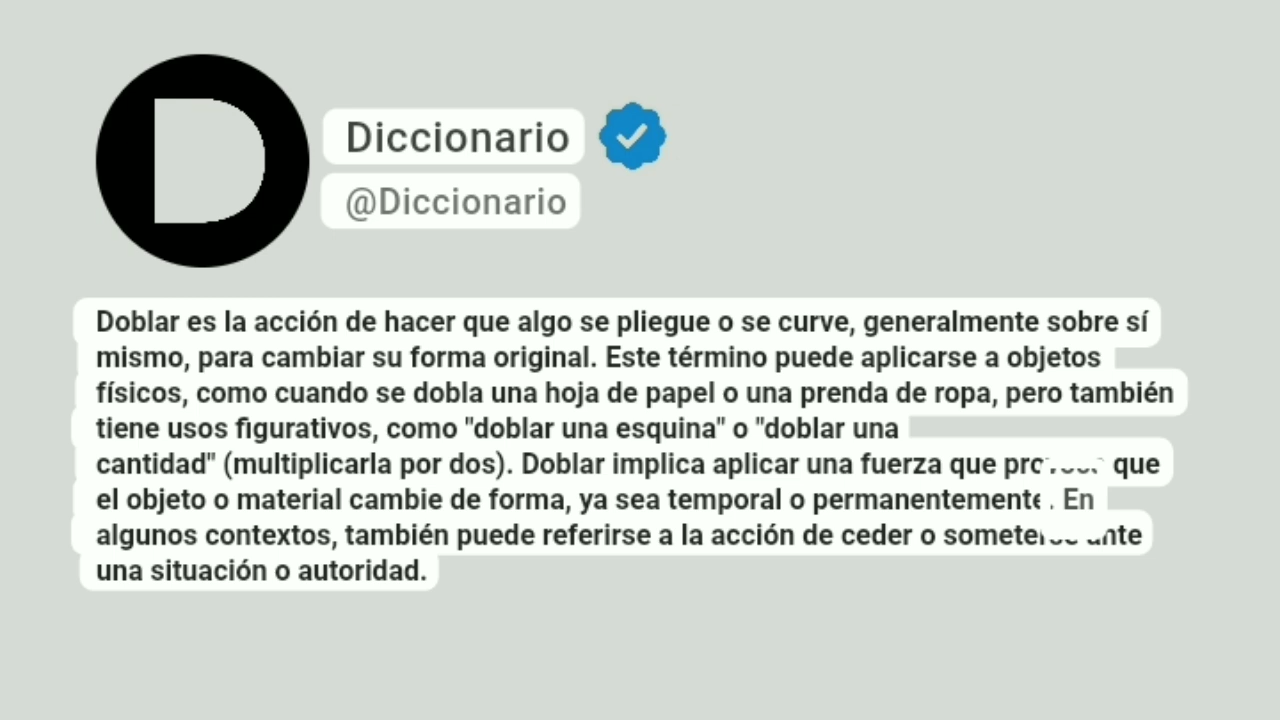 D
Diccionario
@Diccionario
Doblar es la acción de hacer que algo se pliegue o se curve, generalmente sobre sí
mismo, para cambiar su forma original. Este término puede aplicarse a objetos
físicos, como cuando se dobla una hoja de papel o una prenda de ropa, pero también
tiene usos figurativos, como "doblar una esquina" o "doblar una
cantidad" (multiplicarla por dos). Doblar implica aplicar una fuerza que provoca que
el objeto o material cambie de forma, ya sea temporal o permanentemente. En
algunos contextos, también puede referirse a la acción de ceder o someterse ante
una situación o autoridad.